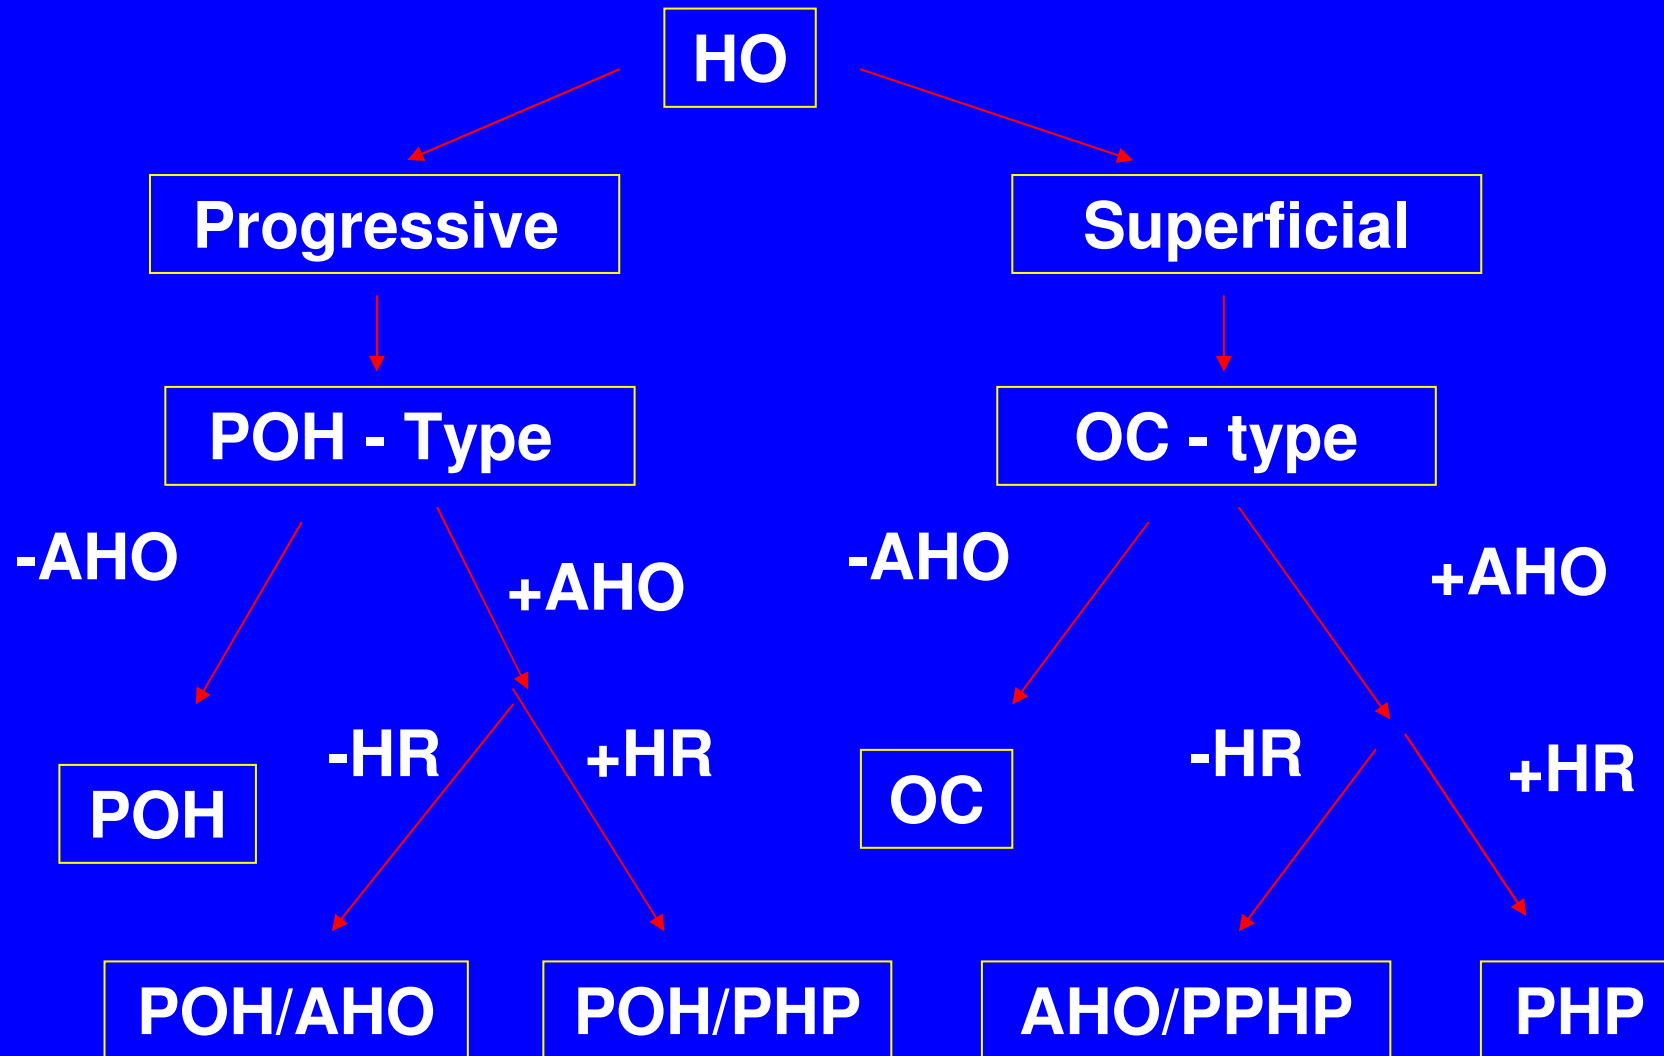 HO
Progressive
Superficial
POH - Type
OC - type
-AHO
+AHO
-AHO
+AHO
-HR
+HR
-HR
+HR
POH
OC
POH/AHO
POH/PHP
AHO/PPHP
PHP